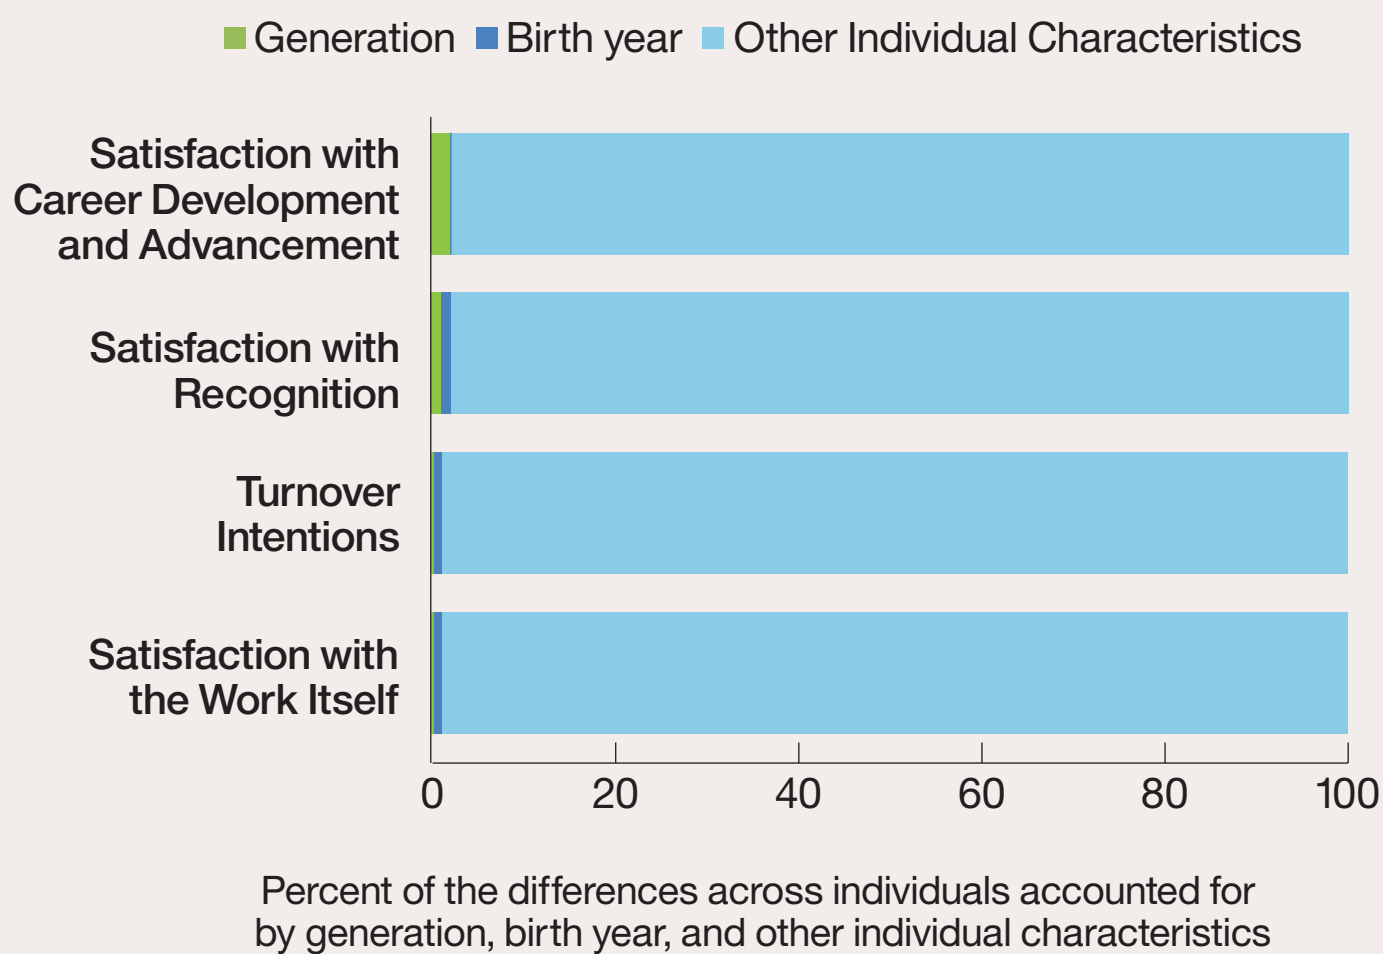 Generation Birth year Other Individual Characteristics
Satisfaction with
Career Development
and Advancement
Satisfaction with
Recognition
Turnover
Intentions
Satisfaction with
the Work Itself
0 20 40 60 80 100
Percent of the differences across individuals accounted for
by generation, birth year, and other individual characteristics